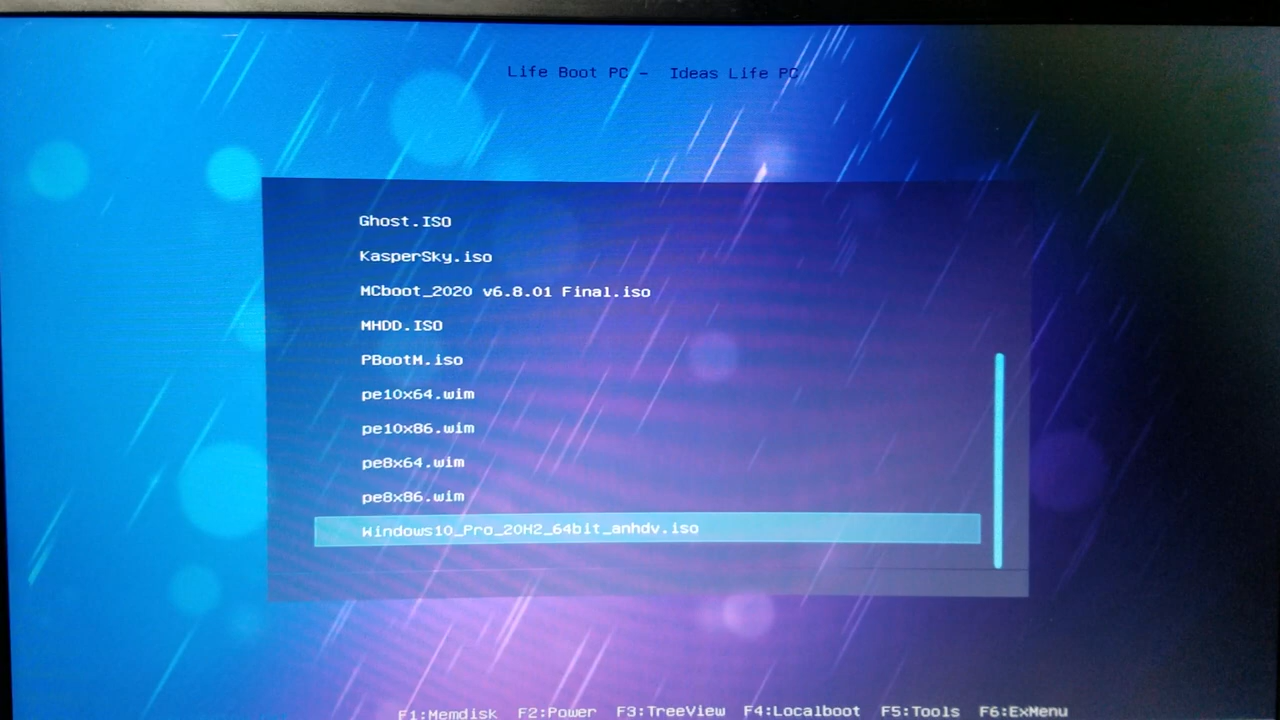 Life Boot PC -  Ideas Life PC
Ghost.ISO
KasperSky.iso
MCboot_2020 v6.8.01 Final.iso
MHDD.ISO
PBootM.iso
pe10x64.wim
pe10x86.wim
pe8x64.wim
pe8x86.wim
Windows10_Pro_20H2_64bit_anhdv.iso
F1:Memdisk F2:Power F3:TreeView F4:Localboot F5:Tools F6:ExMenu